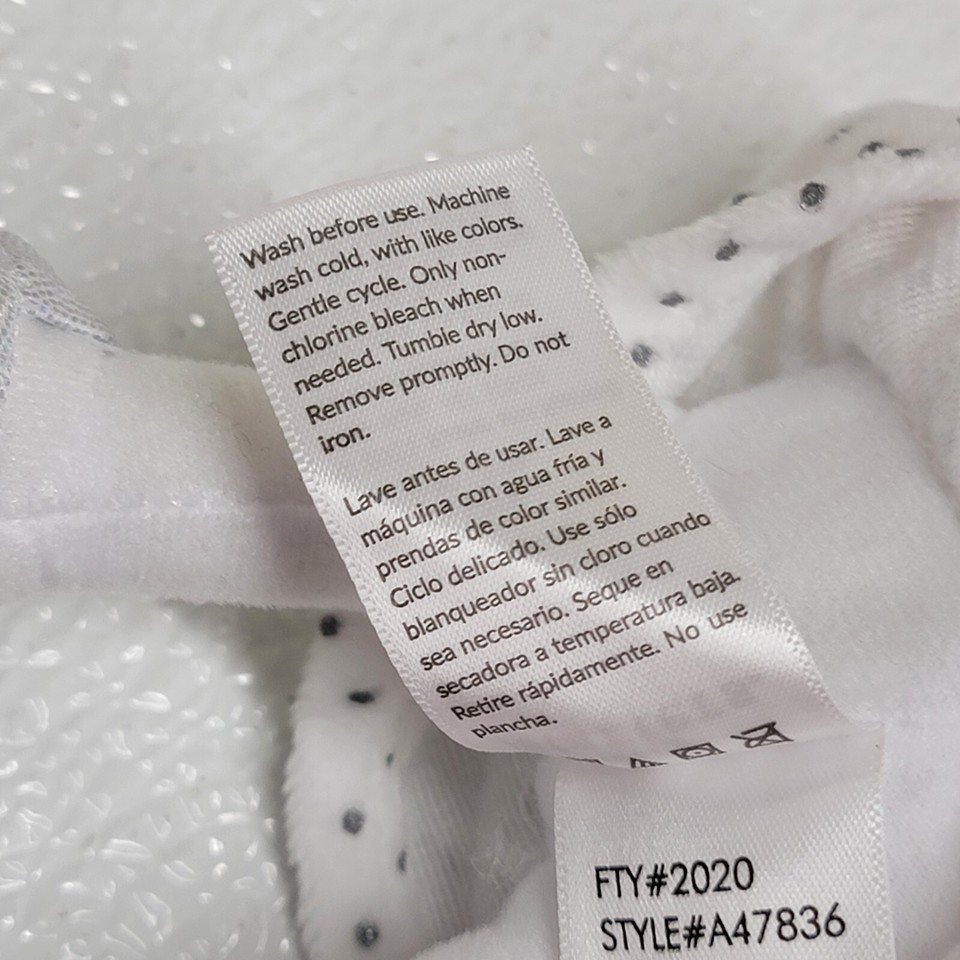 Wash before use. Machine
wash cold, with like colors.
Gentle cycle. Only non-
chlorine bleach when
needed. Tumble dry low.
Remove promptly. Do not
iron.
Lave antes de usar. Lave a
máquina con agua fría y
prendas de color similar.
Ciclo delicado. Use sólo
blanqueador sin cloro cuando
sea necesario. Seque en
secadora a temperatura baja.
Retire rápidamente. No use
plancha.
FTY#2020
STYLE#A47836